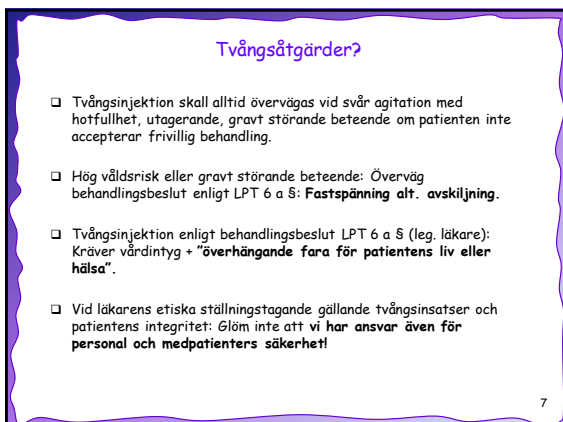 Tvångsåtgärder?
❑ Tvångsinjektion skall alltid övervägas vid svår agitation med
hotfullhet, utagerande, gravt störande beteende om patienten inte
accepterar frivillig behandling.
❑ Hög våldsrisk eller gravt störande beteende: Överväg
behandlingsbeslut enligt LPT 6 a §: Fastspänning alt. avskiljning.
❑ Tvångsinjektion enligt behandlingsbeslut LPT 6 a § (leg. läkare):
Kräver vårdintyg + ”överhängande fara för patientens liv eller
hälsa”.
❑ Vid läkarens etiska ställningstagande gällande tvångsinsatser och
patientens integritet: Glöm inte att vi har ansvar även för
personal och medpatienters säkerhet!
7